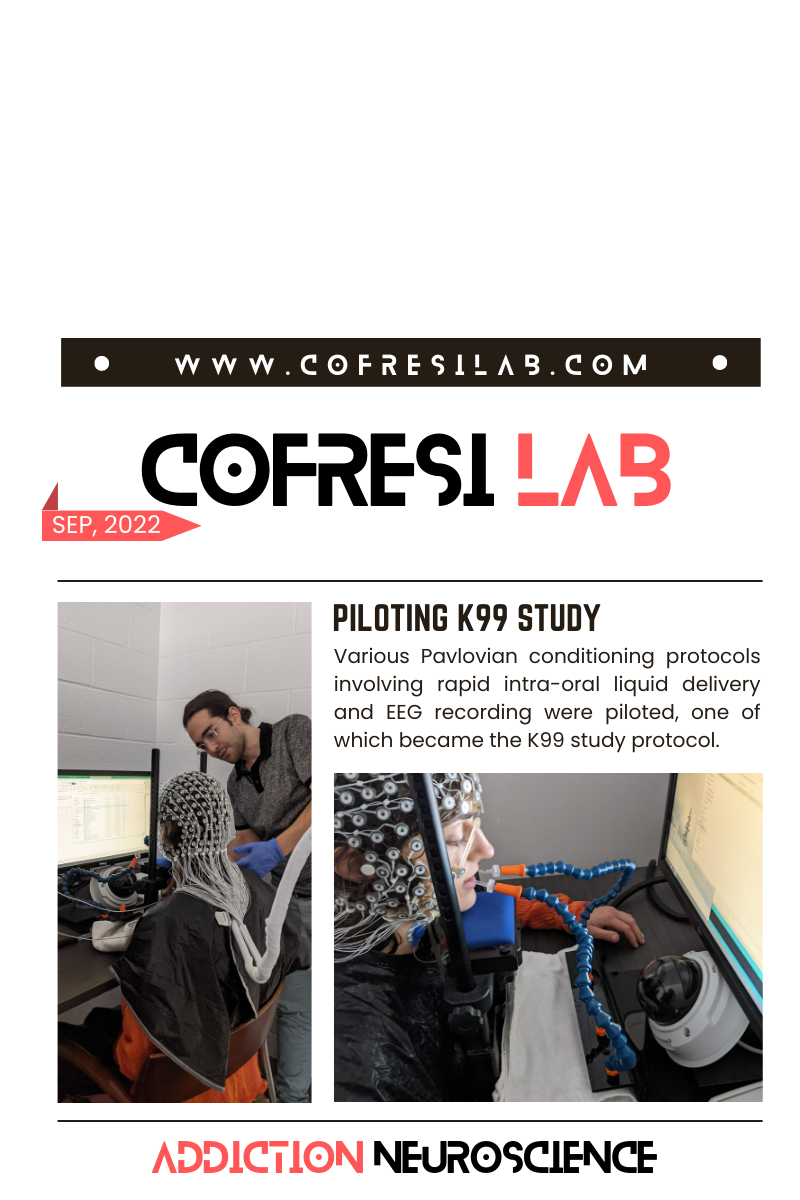 WWW.COFRESILAB.COM
COFRESI LAB
SEP, 2022
PILOTING K99 STUDY
Various Pavlovian conditioning protocols
involving rapid intra-oral liquid delivery
and EEG recording were piloted, one of
which became the K99 study protocol.
ADDICTION NEUROSCIENCE